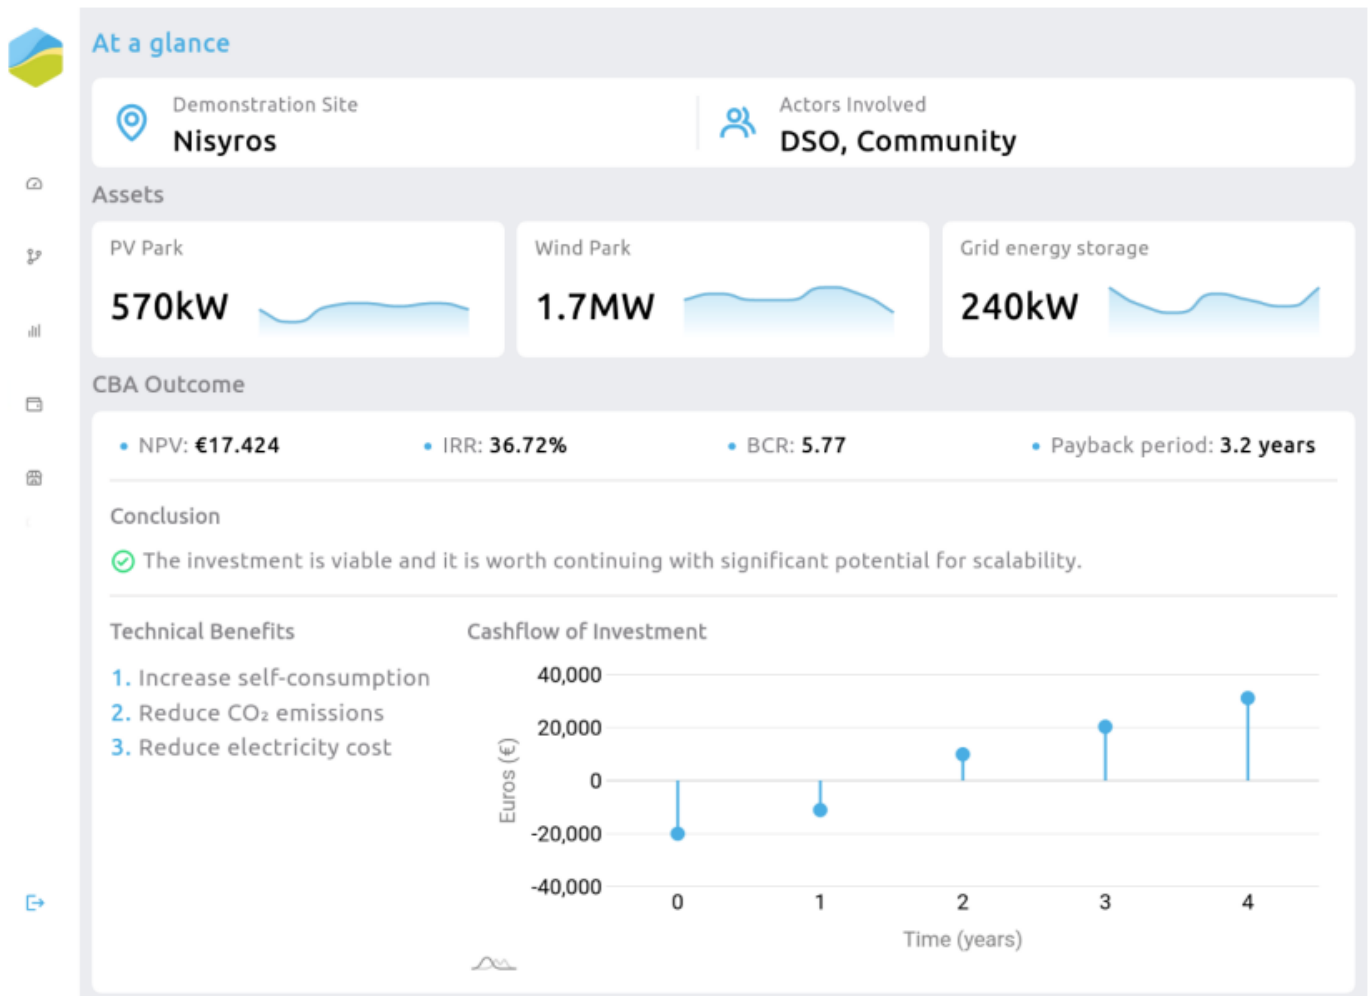 At a glance
Demonstration Site
Nisyros
Actors Involved
DSO, Community
Assets
PV Park
570kW
Wind Park
1.7MW
Grid energy storage
240kW
CBA Outcome
• NPV: €17.424
• IRR: 36.72%
• BCR: 5.77
• Payback period: 3.2 years
Conclusion
The investment is viable and it is worth continuing with significant potential for scalability.
Technical Benefits
1. Increase self-consumption
2. Reduce CO₂ emissions
3. Reduce electricity cost
Cashflow of Investment
Euros (€)
40,000
20,000
0
-20,000
-40,000
0 1 2 3 4
Time (years)